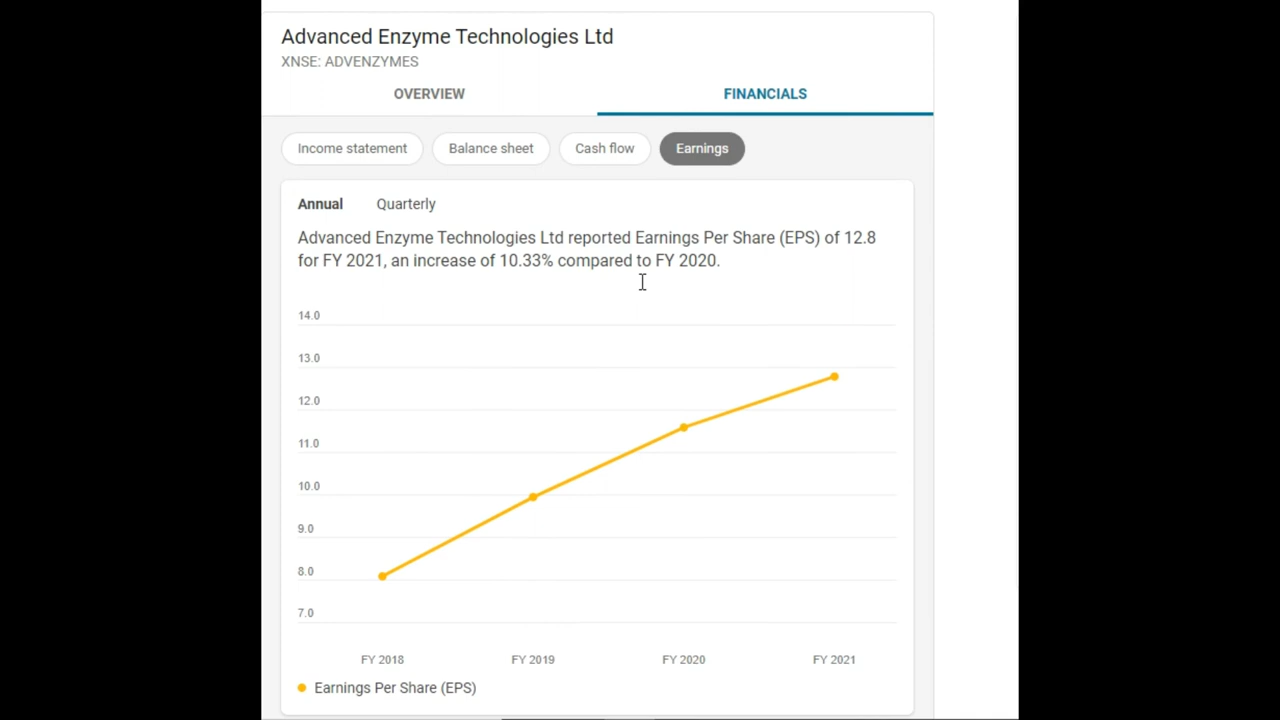 Advanced Enzyme Technologies Ltd
XNSE: ADVENZYMES
OVERVIEW FINANCIALS
Income statement Balance sheet Cash flow Earnings
Annual Quarterly
Advanced Enzyme Technologies Ltd reported Earnings Per Share (EPS) of 12.8
for FY 2021, an increase of 10.33% compared to FY 2020.
14.0
13.0
12.0
11.0
10.0
9.0
8.0
7.0
FY 2018 FY 2019 FY 2020 FY 2021
Earnings Per Share (EPS)